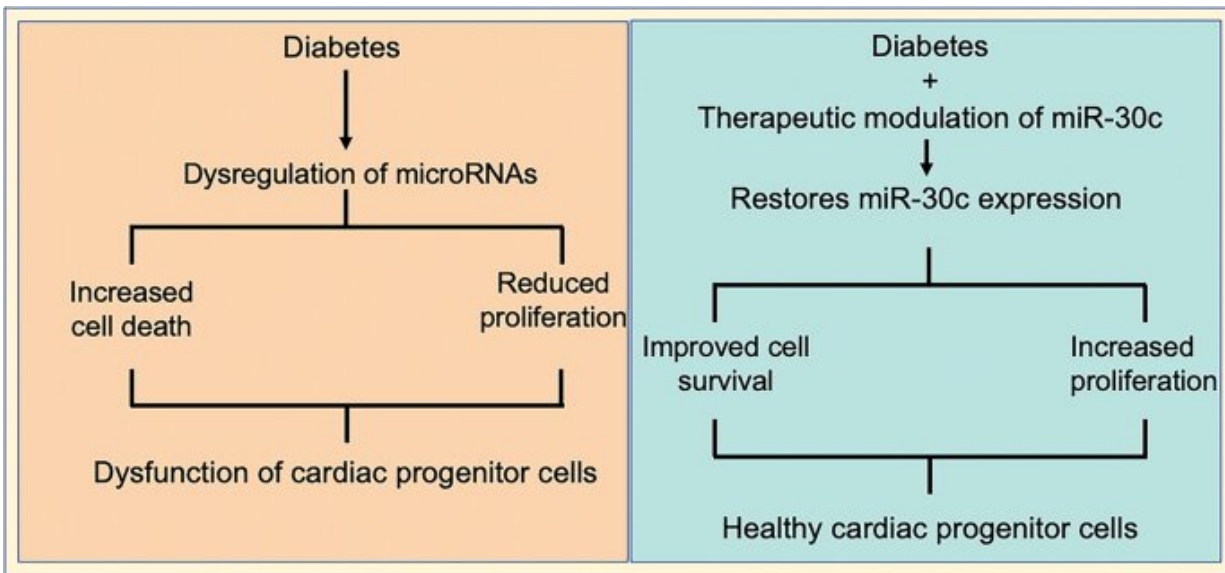 Diabetes
Dysregulation of microRNAs
Increased
cell death
Reduced
proliferation
Dysfunction of cardiac progenitor cells
Diabetes
+
Therapeutic modulation of miR-30c
Restores miR-30c expression
Improved cell
survival
Increased
proliferation
Healthy cardiac progenitor cells